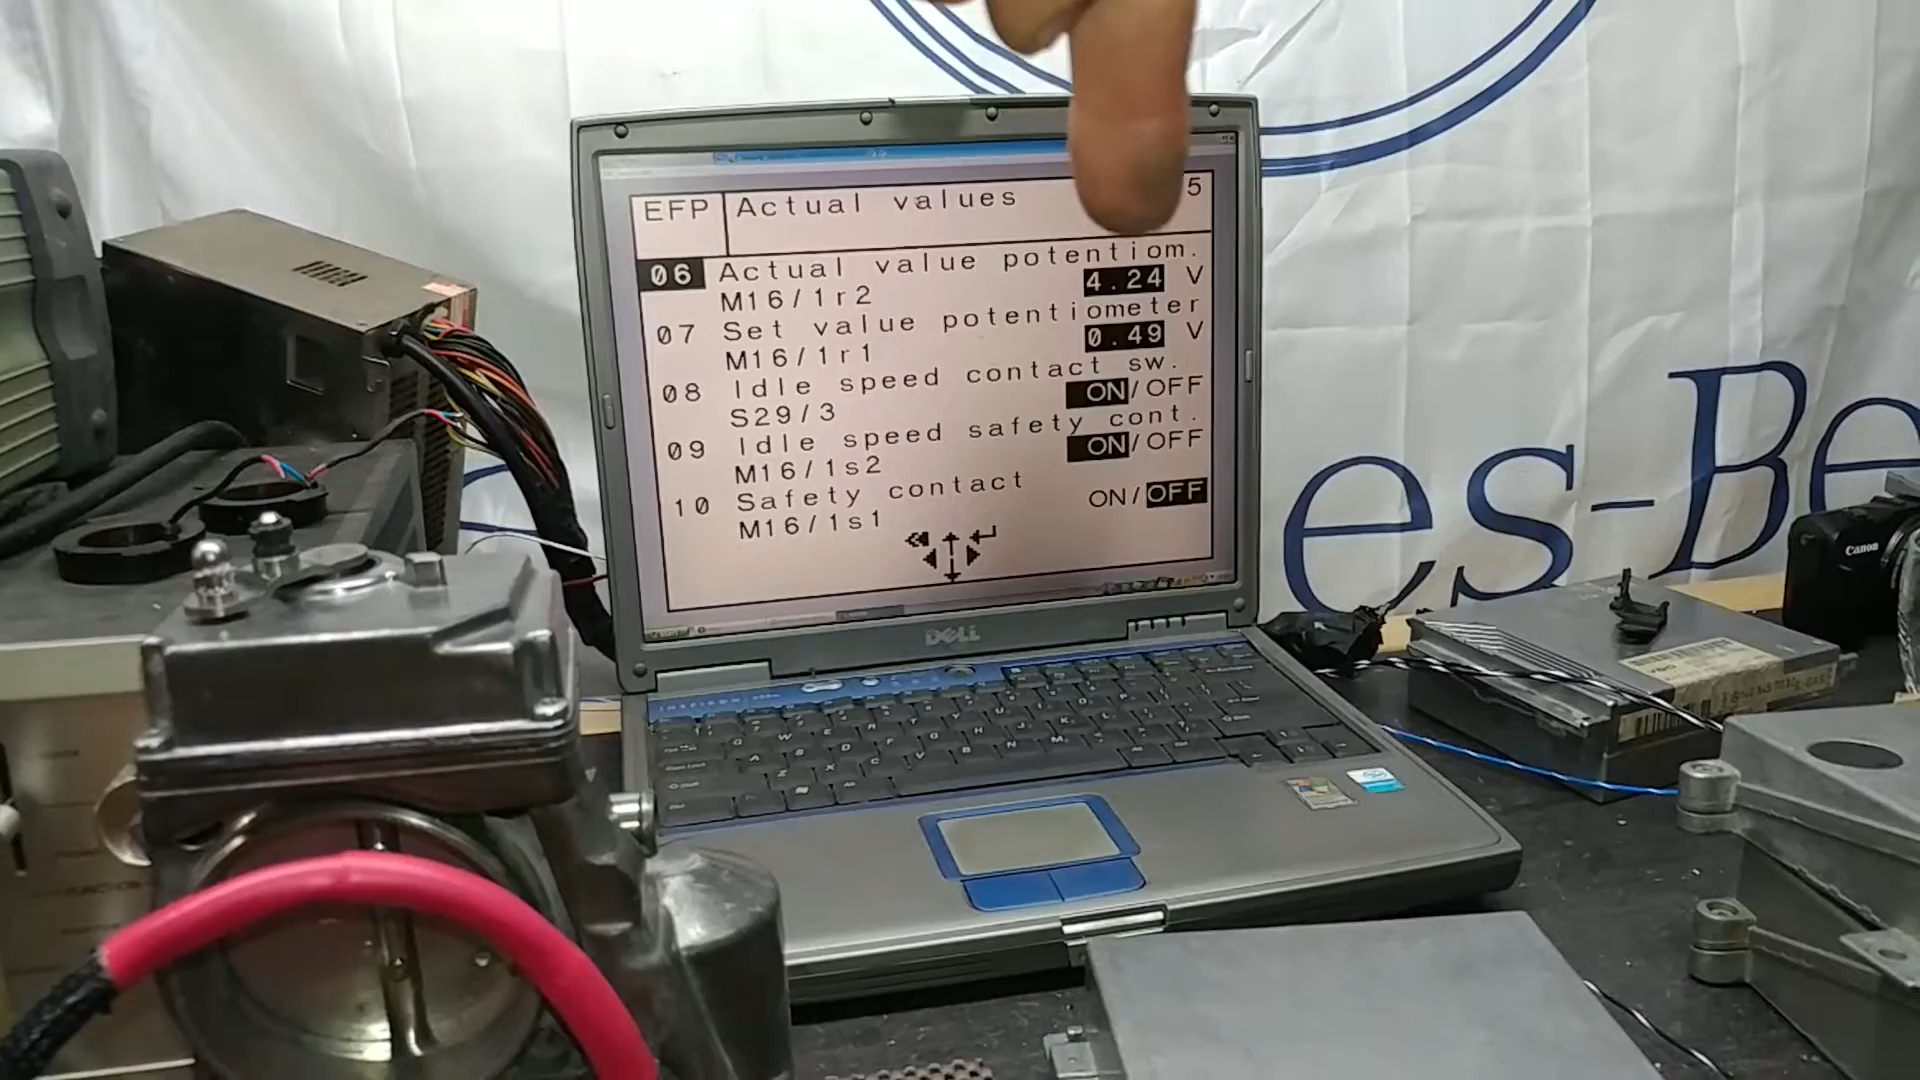 EFP Actual values 5
06 Actual value potentiom.
M16/1r2 4.24 V
07 Set value potentiometer
M16/1r1 0.49 V
08 Idle speed contact sw.
S29/3 ON/OFF
09 Idle speed safety cont.
M16/1s2 ON/OFF
10 Safety contact
M16/1s1 ON/OFF
DELL
INSPIRON
es-Be
Canon